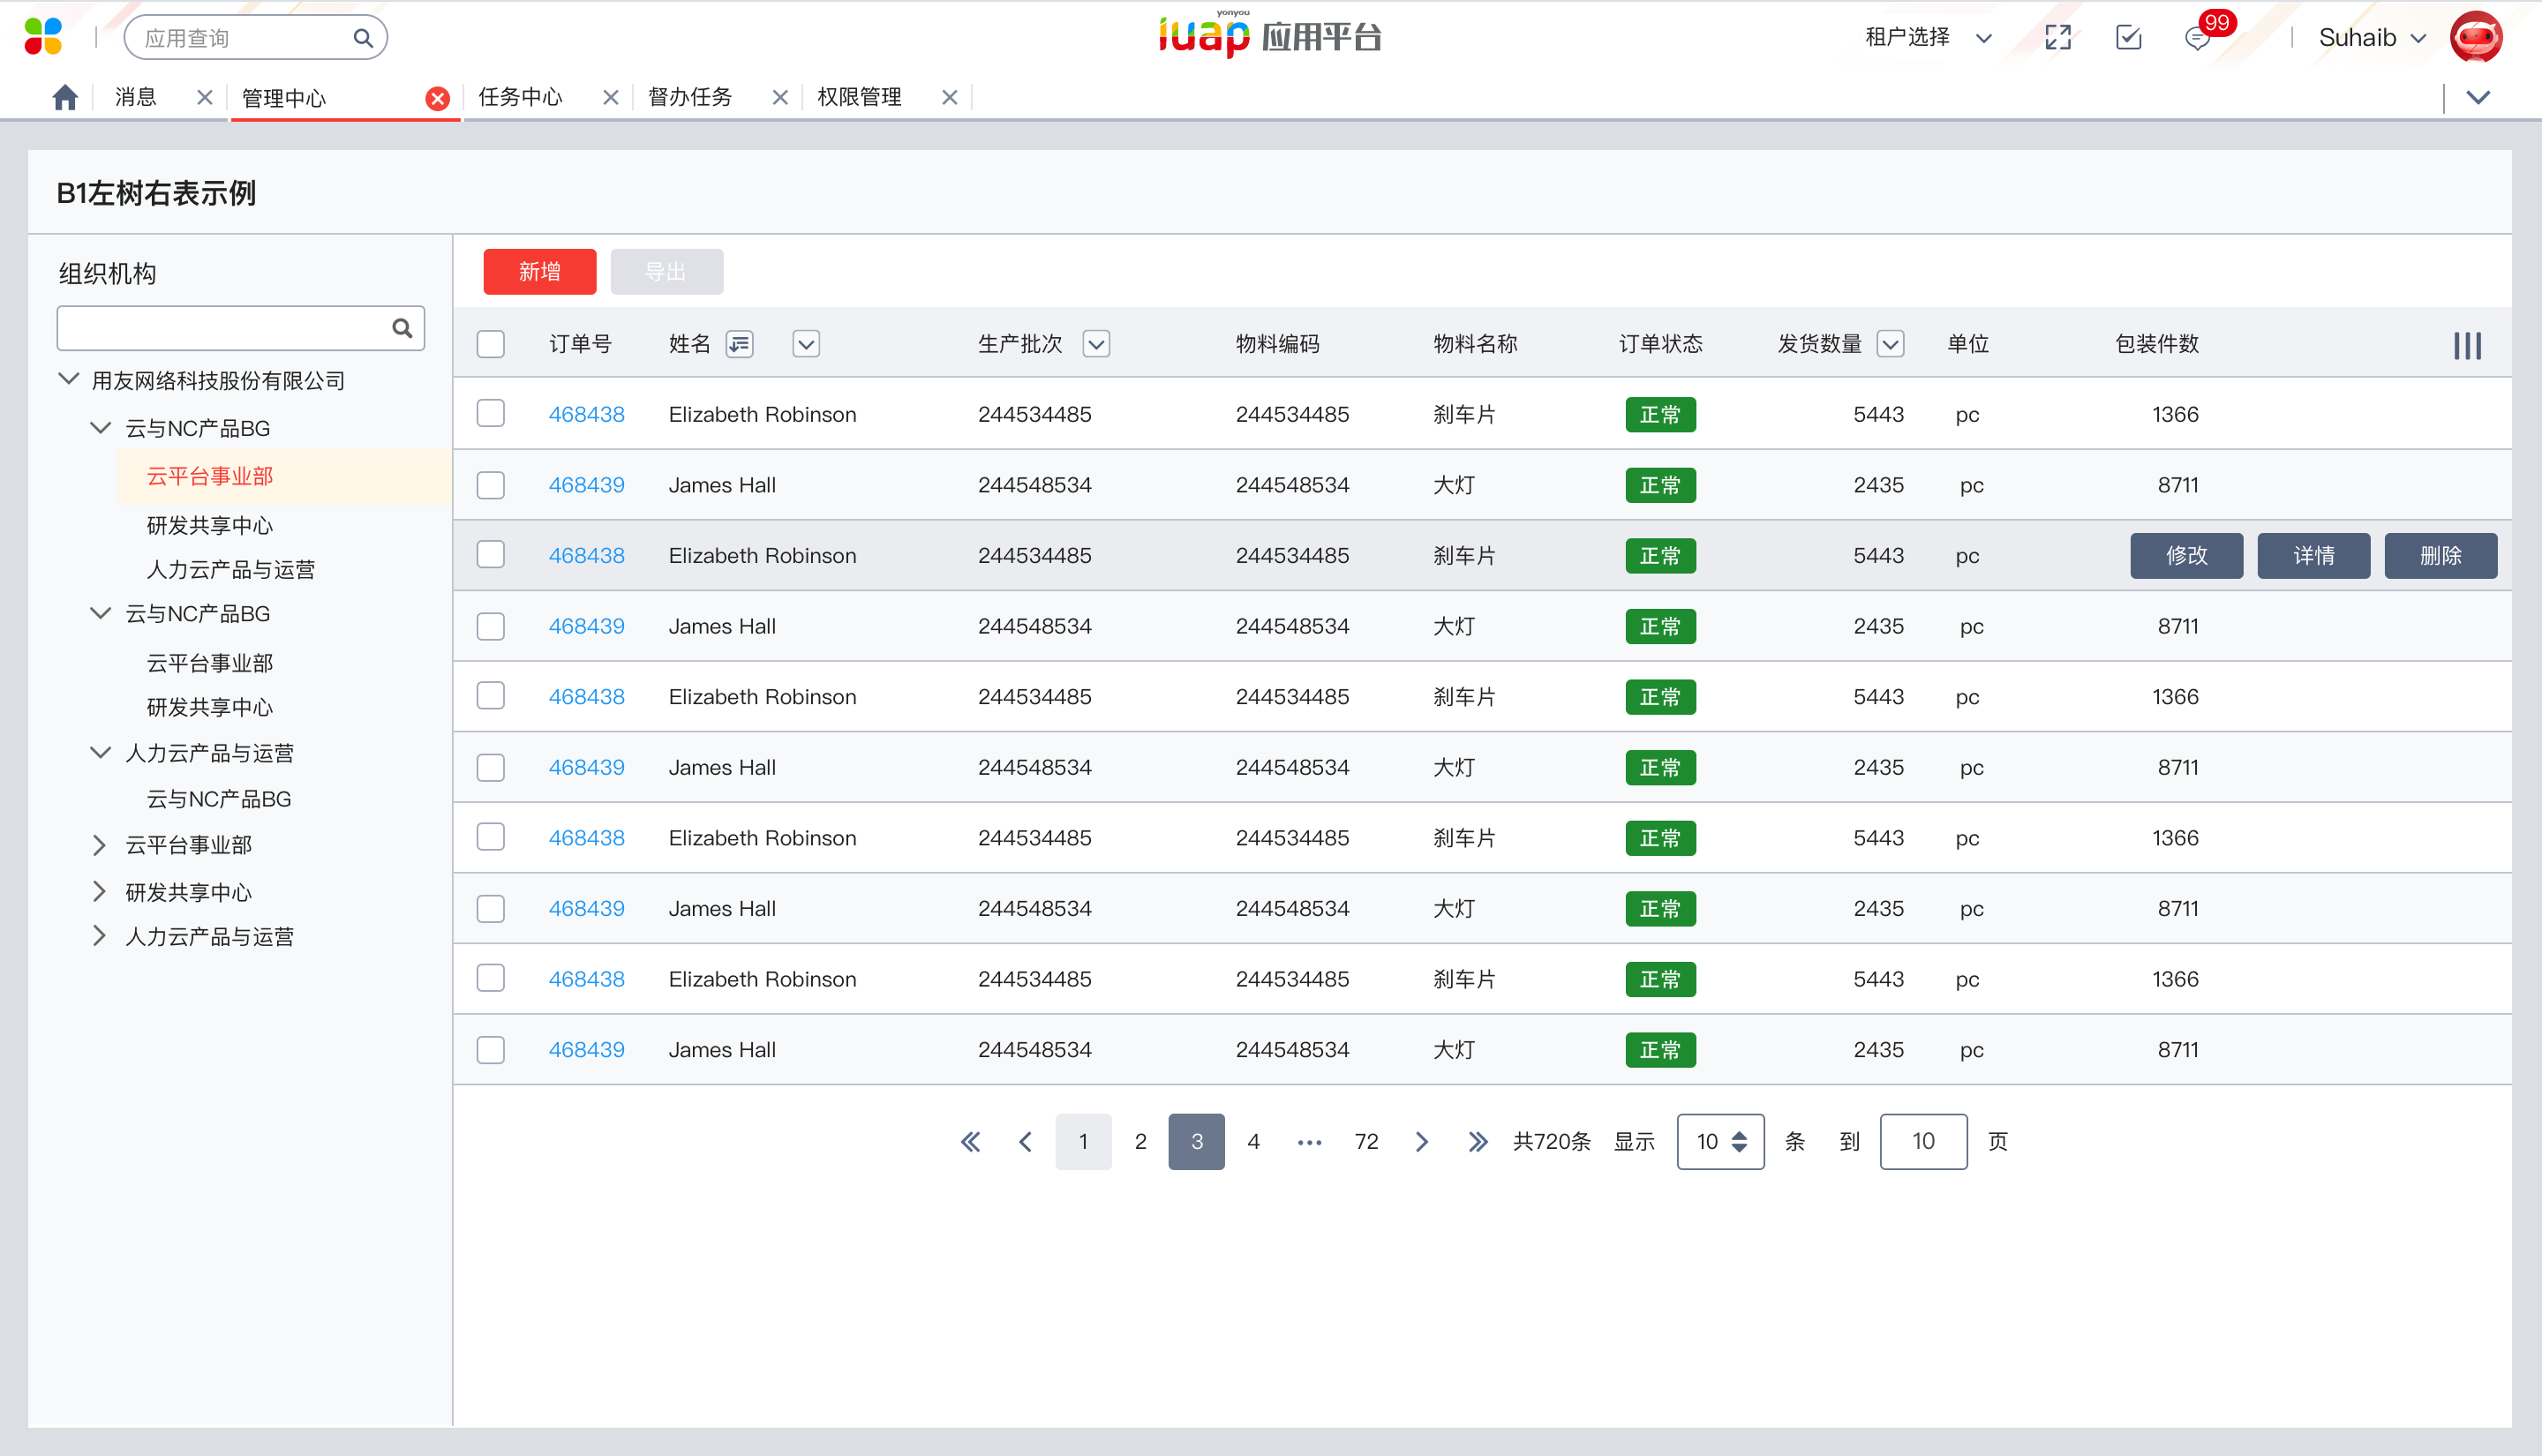 应用查询
yonyou
iuap 应用平台
租户选择
99
Suhaib
消息
管理中心
任务中心
督办任务
权限管理
B1左树右表示例
组织机构
用友网络科技股份有限公司
云与NC产品BG
云平台事业部
研发共享中心
人力云产品与运营
云与NC产品BG
云平台事业部
研发共享中心
人力云产品与运营
云与NC产品BG
云平台事业部
研发共享中心
人力云产品与运营
新增 导出
订单号 姓名 生产批次 物料编码 物料名称 订单状态 发货数量 单位 包装件数
468438 Elizabeth Robinson 244534485 244534485 刹车片 正常 5443 pc 1366
468439 James Hall 244548534 244548534 大灯 正常 2435 pc 8711
468438 Elizabeth Robinson 244534485 244534485 刹车片 正常 5443 pc 修改 详情 删除
468439 James Hall 244548534 244548534 大灯 正常 2435 pc 8711
468438 Elizabeth Robinson 244534485 244534485 刹车片 正常 5443 pc 1366
468439 James Hall 244548534 244548534 大灯 正常 2435 pc 8711
468438 Elizabeth Robinson 244534485 244534485 刹车片 正常 5443 pc 1366
468439 James Hall 244548534 244548534 大灯 正常 2435 pc 8711
468438 Elizabeth Robinson 244534485 244534485 刹车片 正常 5443 pc 1366
468439 James Hall 244548534 244548534 大灯 正常 2435 pc 8711
1 2 3 4 ••• 72 共720条 显示 10 条 到 10 页